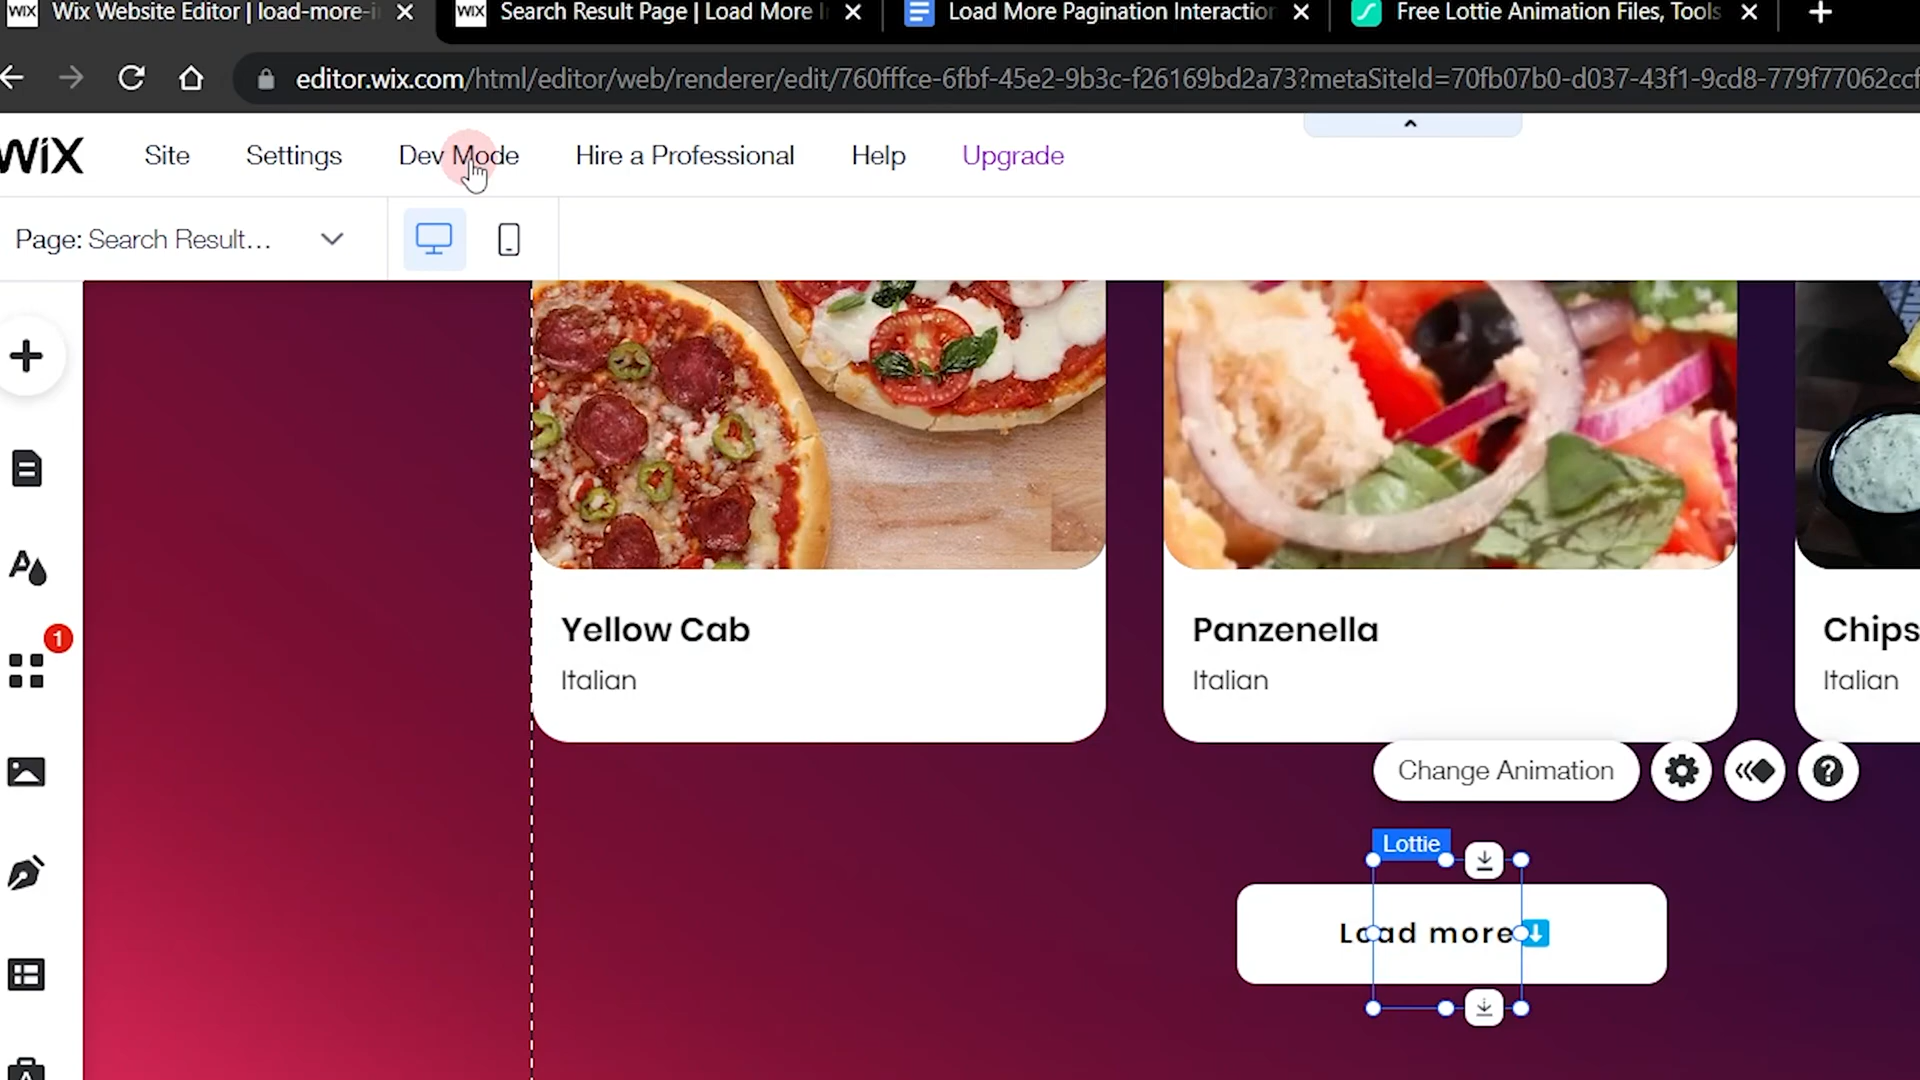 WIX Wix Website Editor | load-more-i
WIX Search Result Page | Load More I
Load More Pagination Interaction
Free Lottie Animation Files, Tools
editor.wix.com/html/editor/web/renderer/edit/760fffce-6fbf-45e2-9b3c-f26169bd2a73?metaSiteId=70fb07b0-d037-43f1-9cd8-779f77062ccf
WiX Site Settings Dev Mode Hire a Professional Help Upgrade
Page: Search Result...
1
Yellow Cab
Italian
Panzenella
Italian
Chips
Italian
Change Animation
Lottie
Load more